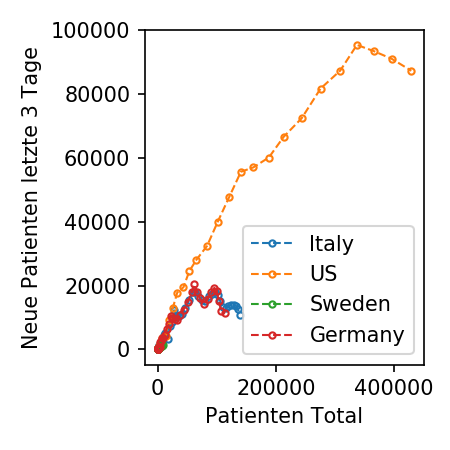 100000
80000
60000
40000
20000
0
Neue Patienten letzte 3 Tage
Italy
US
Sweden
Germany
0 200000 400000
Patienten Total